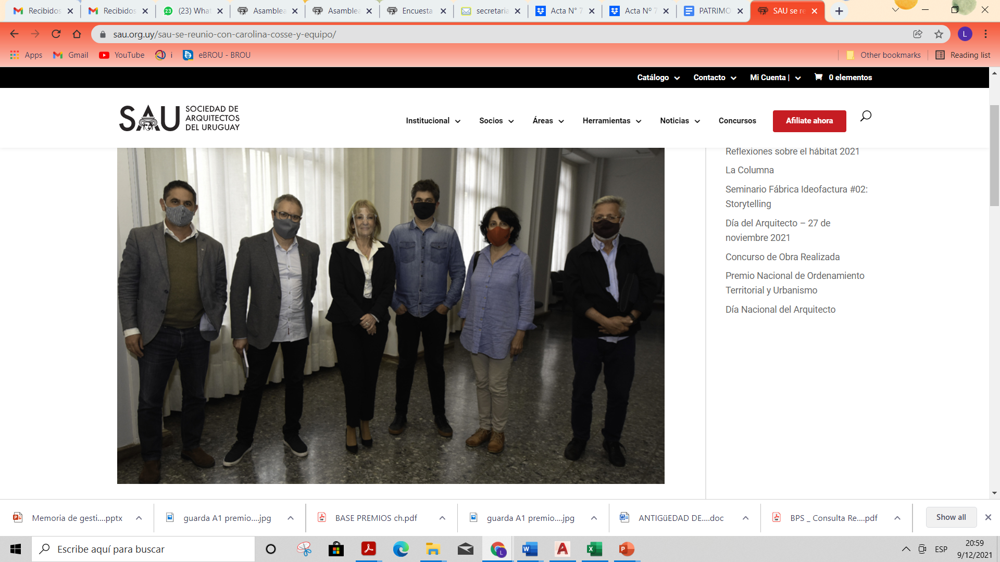 Recibidos
Recibidos
23
(23) What
Asamblea
Asamblea
Encuesta
secretaria
Acta N° 7
Acta Nº 7
PATRIMO
SAU se re
sau.org.uy/sau-se-reunio-con-carolina-cosse-y-equipo/
L
Apps
Gmail
YouTube
i
eBROU - BROU
Other bookmarks
Reading list
Catálogo
Contacto
Mi Cuenta |
0 elementos
SAU
SOCIEDAD DE
ARQUITECTOS
DEL URUGUAY
Institucional
Socios
Áreas
Herramientas
Noticias
Concursos
Afiliate ahora
Reflexiones sobre el hábitat 2021
La Columna
Seminario Fábrica Ideofactura #02:
Storytelling
Día del Arquitecto – 27 de
noviembre 2021
Concurso de Obra Realizada
Premio Nacional de Ordenamiento
Territorial y Urbanismo
Día Nacional del Arquitecto
Memoria de gesti....pptx
guarda A1 premio....jpg
BASE PREMIOS ch.pdf
guarda A1 premio....jpg
ANTIGüEDAD DE....doc
BPS _ Consulta Re....pdf
Show all
Escribe aquí para buscar
ESP
20:59
9/12/2021